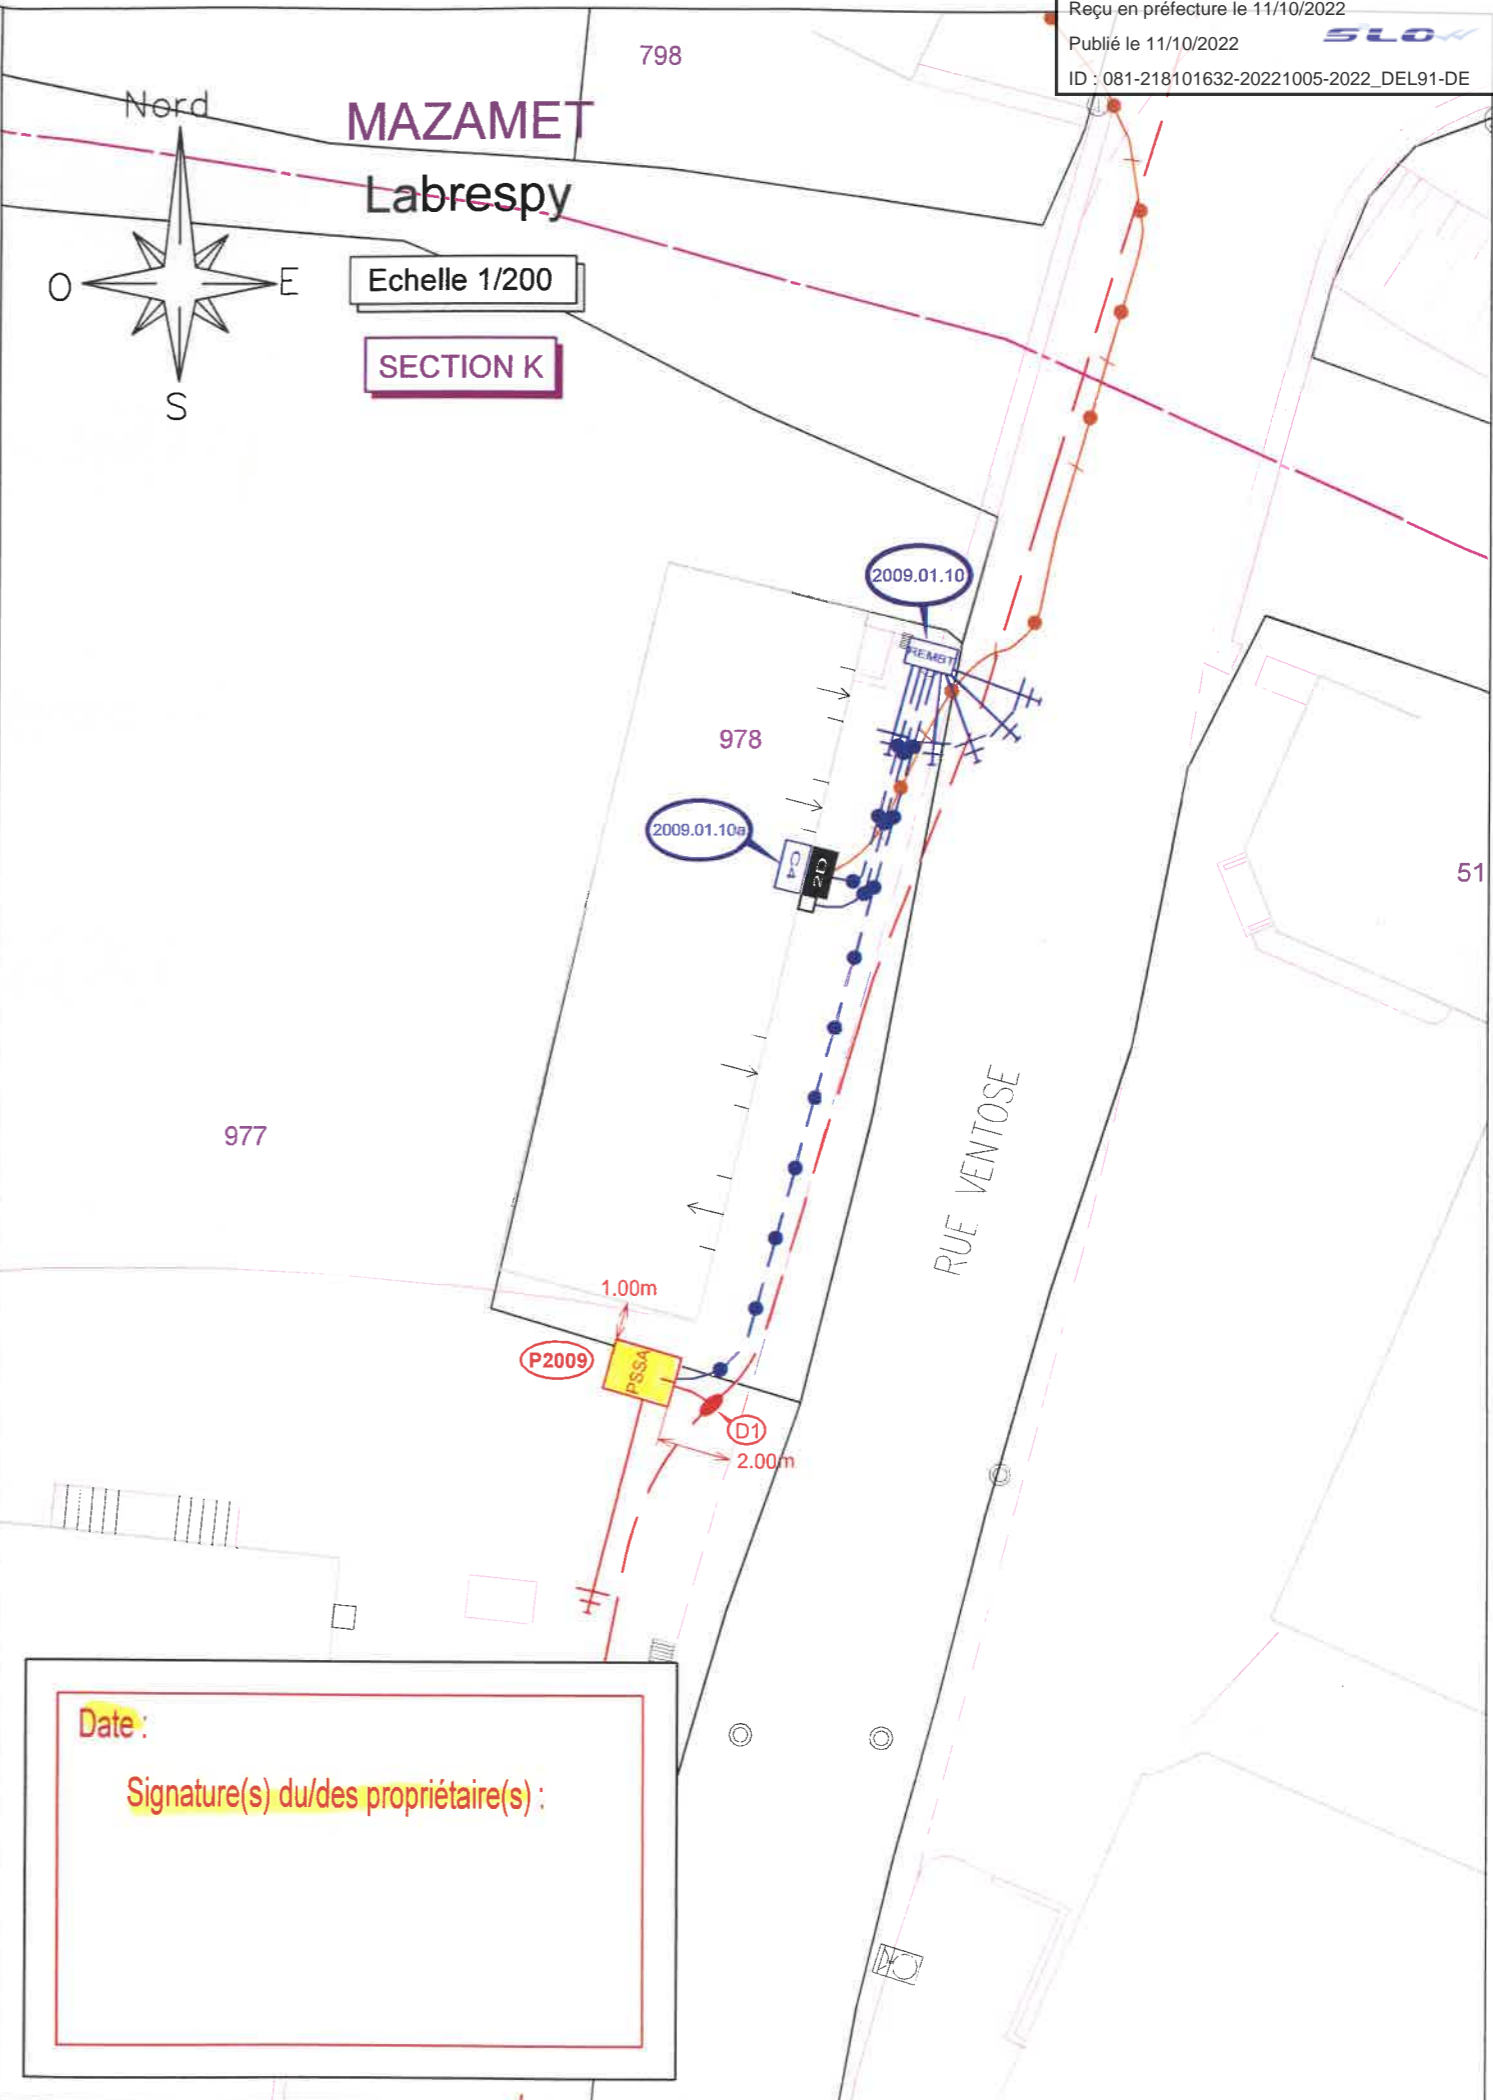 Reçu en préfecture le 11/10/2022
Publié le 11/10/2022
SLOW
ID : 081-218101632-20221005-2022_DEL91-DE
798
Nord
MAZAMET
Labrespy
O
E
Echelle 1/200
SECTION K
S
2009.01.10
REMBT
978
2009.01.10a
C4
2D
51
977
RUE VENTOSE
1.00m
P2009
PSSA
D1
2.00m
Date :
Signature(s) du/des propriétaire(s) :